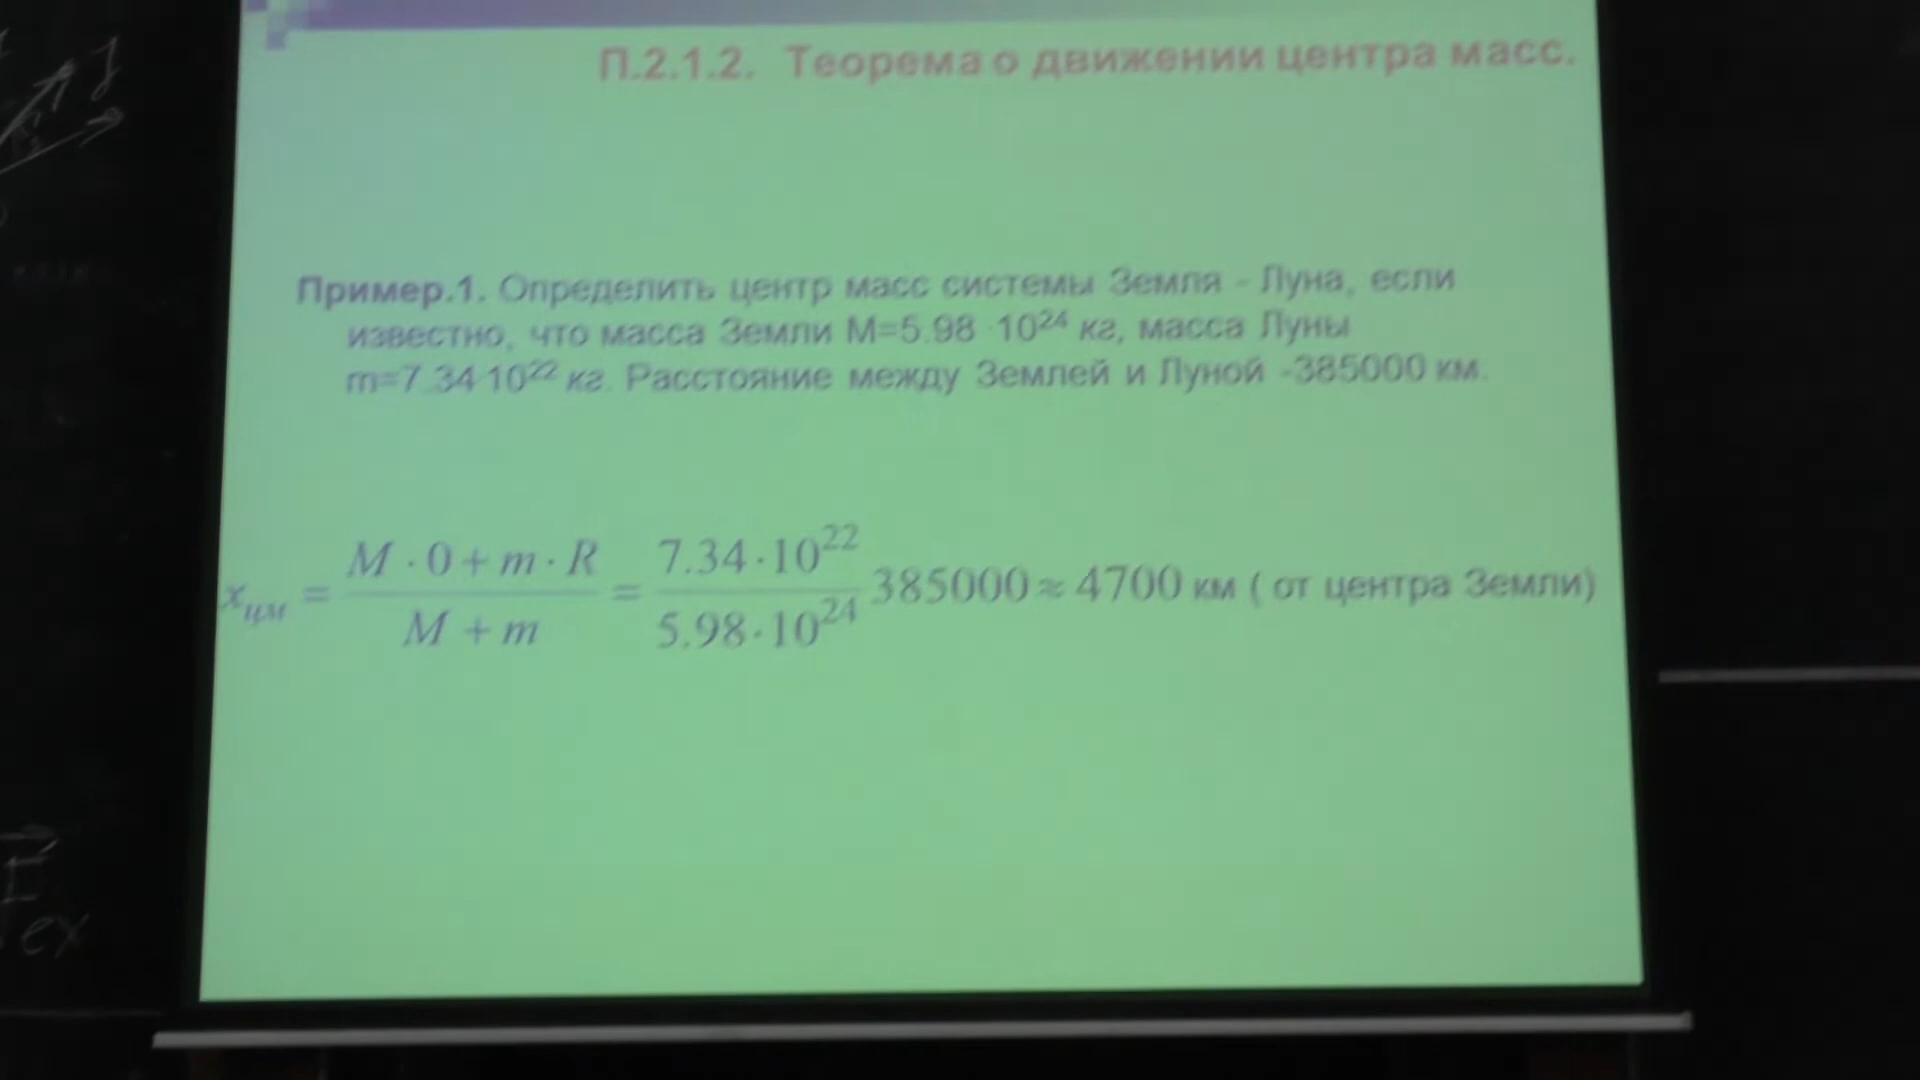 П.2.1.2. Теорема о движении центра масс.
Пример.1. Определить центр масс системы Земля - Луна, если
известно, что масса Земли М=5.98 ·10²⁴ кг, масса Луны
m=7.34·10²² кг. Расстояние между Землей и Луной -385000 км.
x_цм = (M · 0 + m · R) / (M + m) = (7.34 · 10²²) / (5.98 · 10²⁴) 385000 ≈ 4700 км ( от центра Земли)
F
ex